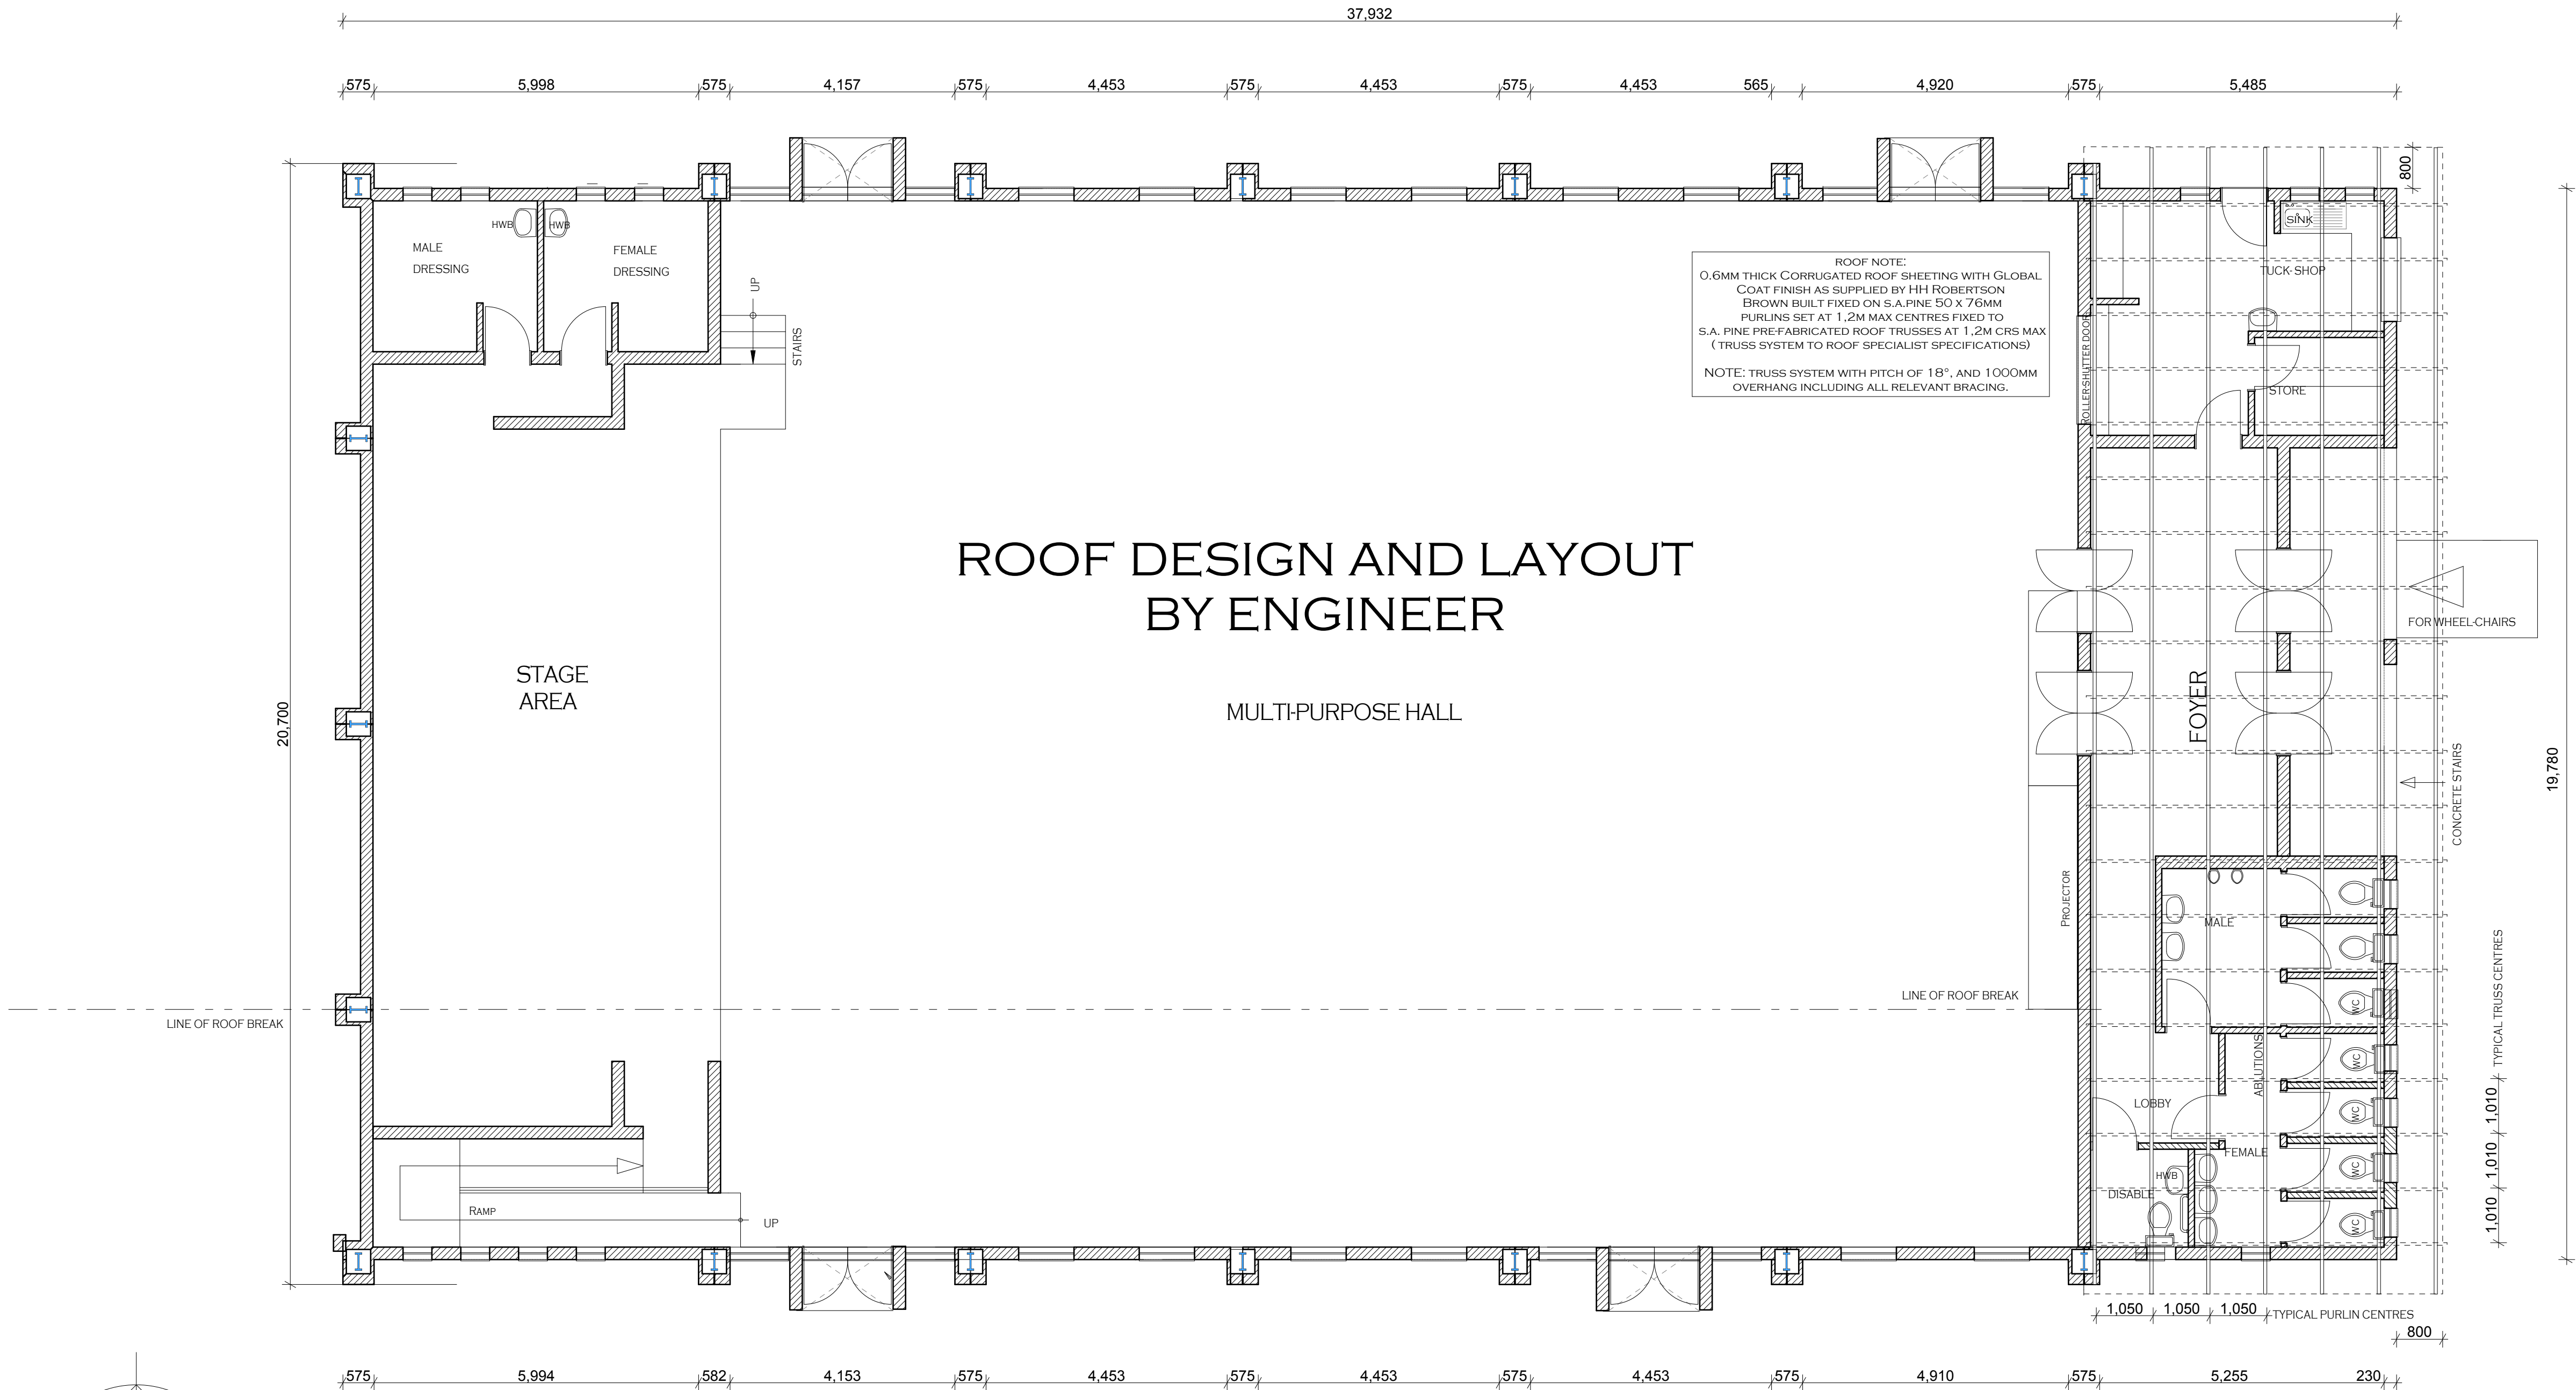 37,932
575 5,998 575 4,157 575 4,453 575 4,453 575 4,453 565 4,920 575 5,485
800
HWB HWB
MALE
DRESSING
FEMALE
DRESSING
UP
STAIRS
SINK
TUCK-SHOP
ROOF NOTE:
0.6MM THICK CORRUGATED ROOF SHEETING WITH GLOBAL
COAT FINISH AS SUPPLIED BY HH ROBERTSON
BROWN BUILT FIXED ON S.A.PINE 50 X 76MM
PURLINS SET AT 1,2M MAX CENTRES FIXED TO
S.A. PINE PRE-FABRICATED ROOF TRUSSES AT 1,2M CRS MAX
( TRUSS SYSTEM TO ROOF SPECIALIST SPECIFICATIONS)
NOTE: TRUSS SYSTEM WITH PITCH OF 18°, AND 1000MM
OVERHANG INCLUDING ALL RELEVANT BRACING.
ROLLER-SHUTTER DOOR
STORE
ROOF DESIGN AND LAYOUT
BY ENGINEER
FOR WHEEL-CHAIRS
STAGE
AREA
MULTI-PURPOSE HALL
FOYER
20,700
19,780
CONCRETE STAIRS
PROJECTOR
MALE
TYPICAL TRUSS CENTRES
LINE OF ROOF BREAK
LINE OF ROOF BREAK
WC
WC
WC
WC
WC
ABLUTIONS
LOBBY
FEMALE
HWB
DISABLE
1,010
1,010
1,010
RAMP
UP
1,050 1,050 1,050 TYPICAL PURLIN CENTRES
800
575 5,994 582 4,153 575 4,453 575 4,453 575 4,453 575 4,910 575 5,255 230